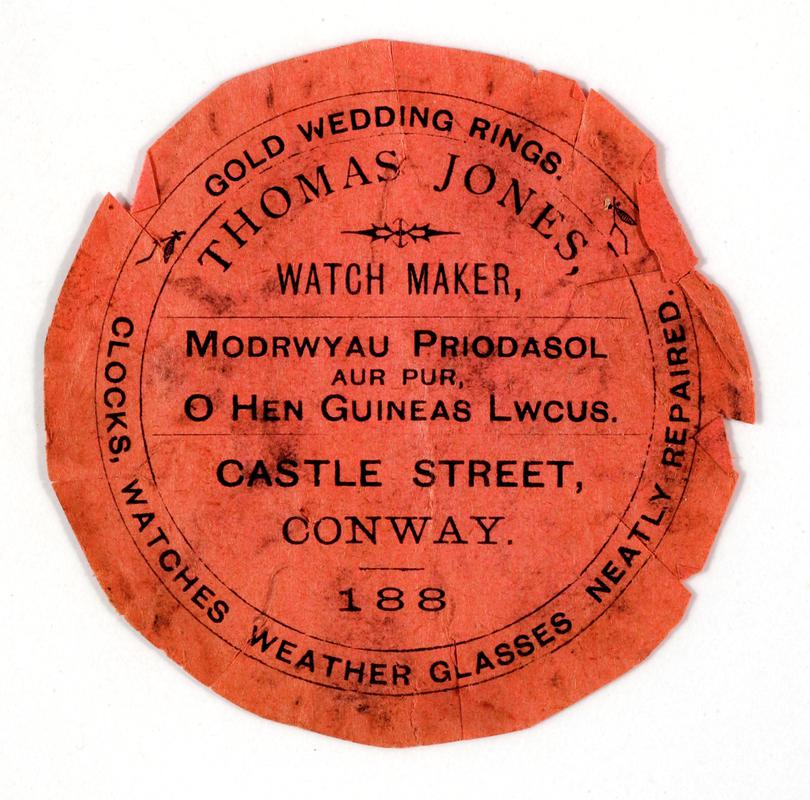 GOLD WEDDING RINGS.
THOMAS JONES,
WATCH MAKER,
MODRWYAU PRIODASOL
AUR PUR,
O HEN GUINEAS LWCUS.
CASTLE STREET,
CONWAY.
188
CLOCKS, WATCHES WEATHER GLASSES NEATLY REPAIRED.